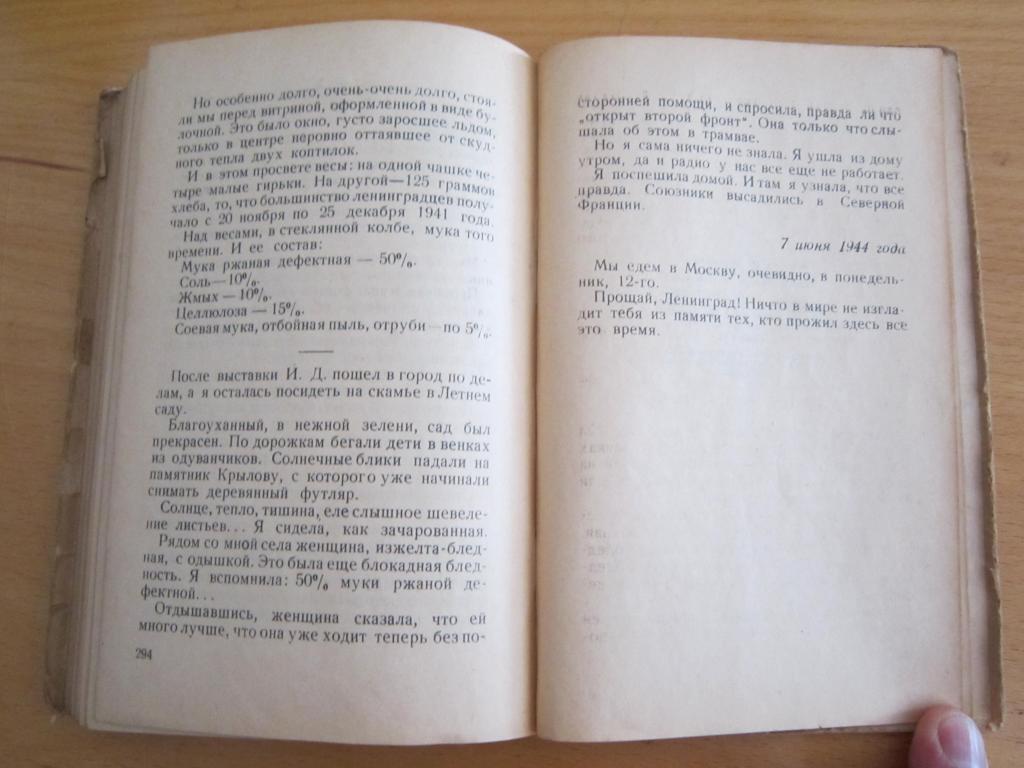 Но особенно долго, очень-очень долго, стоя-
ли мы перед витриной, оформленной в виде бу-
лочной. Это было окно, густо заросшее льдом,
только в центре неровно оттаявшее от скуд-
ного тепла двух коптилок.
И в этом просвете весы: на одной чашке че-
тыре малые гирьки. На другой—125 граммов
хлеба, то, что большинство ленинградцев полу-
чало с 20 ноября по 25 декабря 1941 года.
Над весами, в стеклянной колбе, мука того
времени. И ее состав:
Мука ржаная дефектная — 50%.
Соль—10%.
Жмых—10%.
Целлюлоза—15%.
Соевая мука, отбойная пыль, отруби—по 5%.
После выставки И. Д. пошел в город по де-
лам, а я осталась посидеть на скамье в Летнем
саду.
Благоуханный, в нежной зелени, сад был
прекрасен. По дорожкам бегали дети в венках
из одуванчиков. Солнечные блики падали на
памятник Крылову, с которого уже начинали
снимать деревянный футляр.
Солнце, тепло, тишина, еле слышное шевеле-
ние листьев... Я сидела, как зачарованная.
Рядом со мной села женщина, изжелта-блед-
ная, с одышкой. Это была еще блокадная блед-
ность. Я вспомнила: 50% муки ржаной де-
фектной...
Отдышавшись, женщина сказала, что ей
много лучше, что она уже ходит теперь без по-
294
сторонней помощи, и спросила, правда ли что
„открыт второй фронт". Она только что слы-
шала об этом в трамвае.
Но я сама ничего не знала. Я ушла из дому
утром, да и радио у нас все еще не работает.
Я поспешила домой. И там я узнала, что все
правда. Союзники высадились в Северной
Франции.
7 июня 1944 года
Мы едем в Москву, очевидно, в понедель-
ник, 12-го.
Прощай, Ленинград! Ничто в мире не изгла-
дит тебя из памяти тех, кто прожил здесь все
это время.